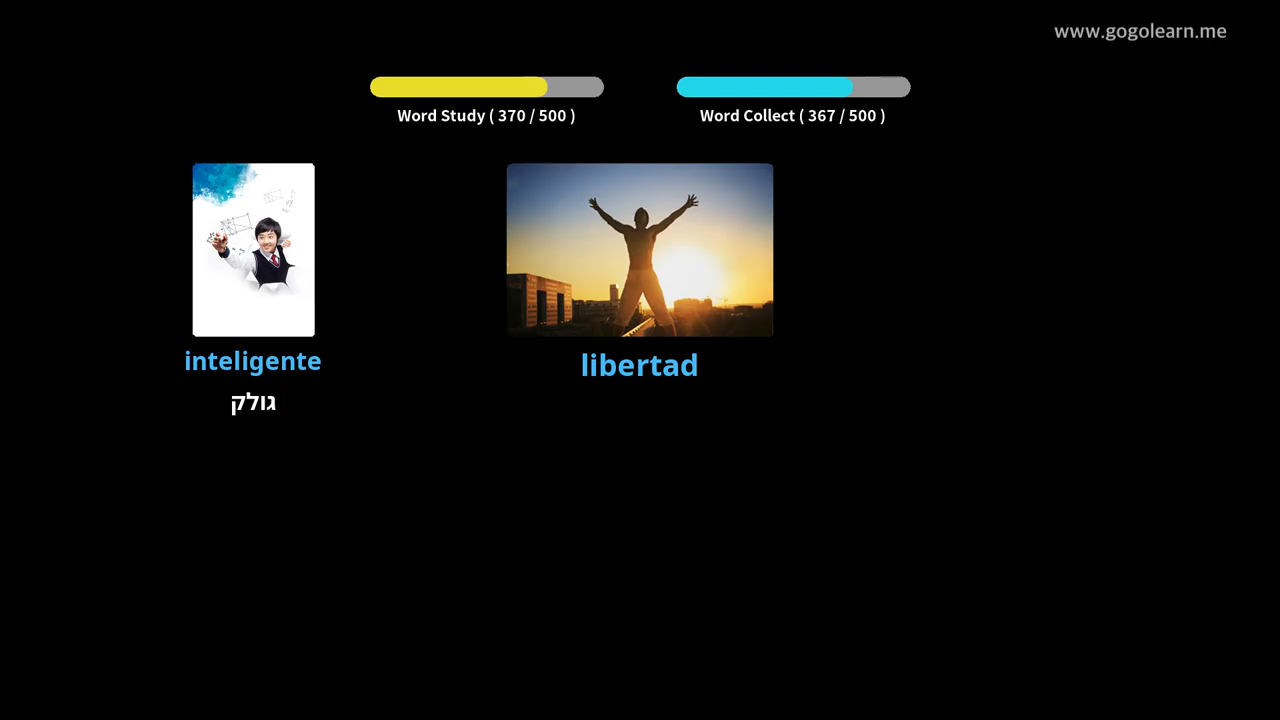 www.gogolearn.me
Word Study ( 370 / 500 )
Word Collect ( 367 / 500 )
inteligente
libertad
גולק